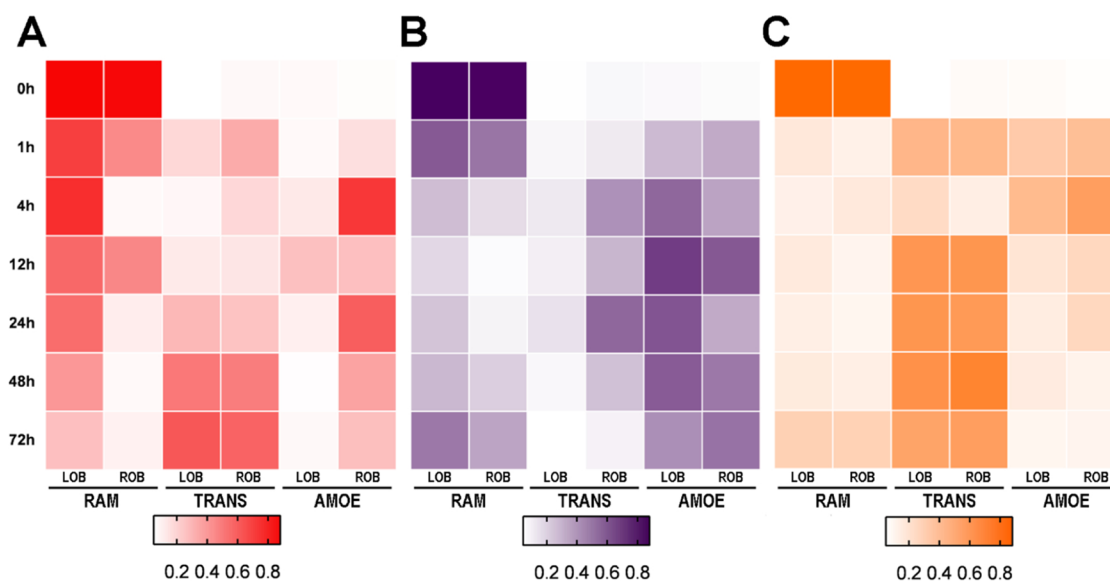 A B C
0h
1h
4h
12h
24h
48h
72h
LOB ROB LOB ROB LOB ROB LOB ROB LOB ROB LOB ROB LOB ROB LOB ROB LOB ROB
RAM TRANS AMOE RAM TRANS AMOE RAM TRANS AMOE
0.2 0.4 0.6 0.8 0.2 0.4 0.6 0.8 0.2 0.4 0.6 0.8